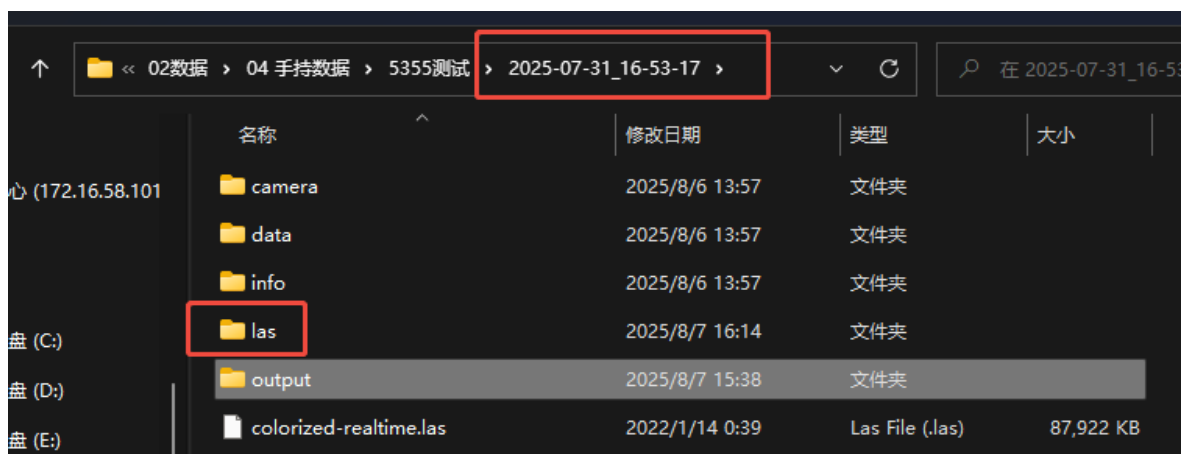 ↑ « 02数据 › 04 手持数据 › 5355测试 › 2025-07-31_16-53-17 › 在 2025-07-31_16-53
名称 修改日期 类型 大小
camera 2025/8/6 13:57 文件夹
心 (172.16.58.101
data 2025/8/6 13:57 文件夹
info 2025/8/6 13:57 文件夹
las 2025/8/7 16:14 文件夹
盘 (C:)
output 2025/8/7 15:38 文件夹
盘 (D:)
colorized-realtime.las 2022/1/14 0:39 Las File (.las) 87,922 KB
盘 (E:)